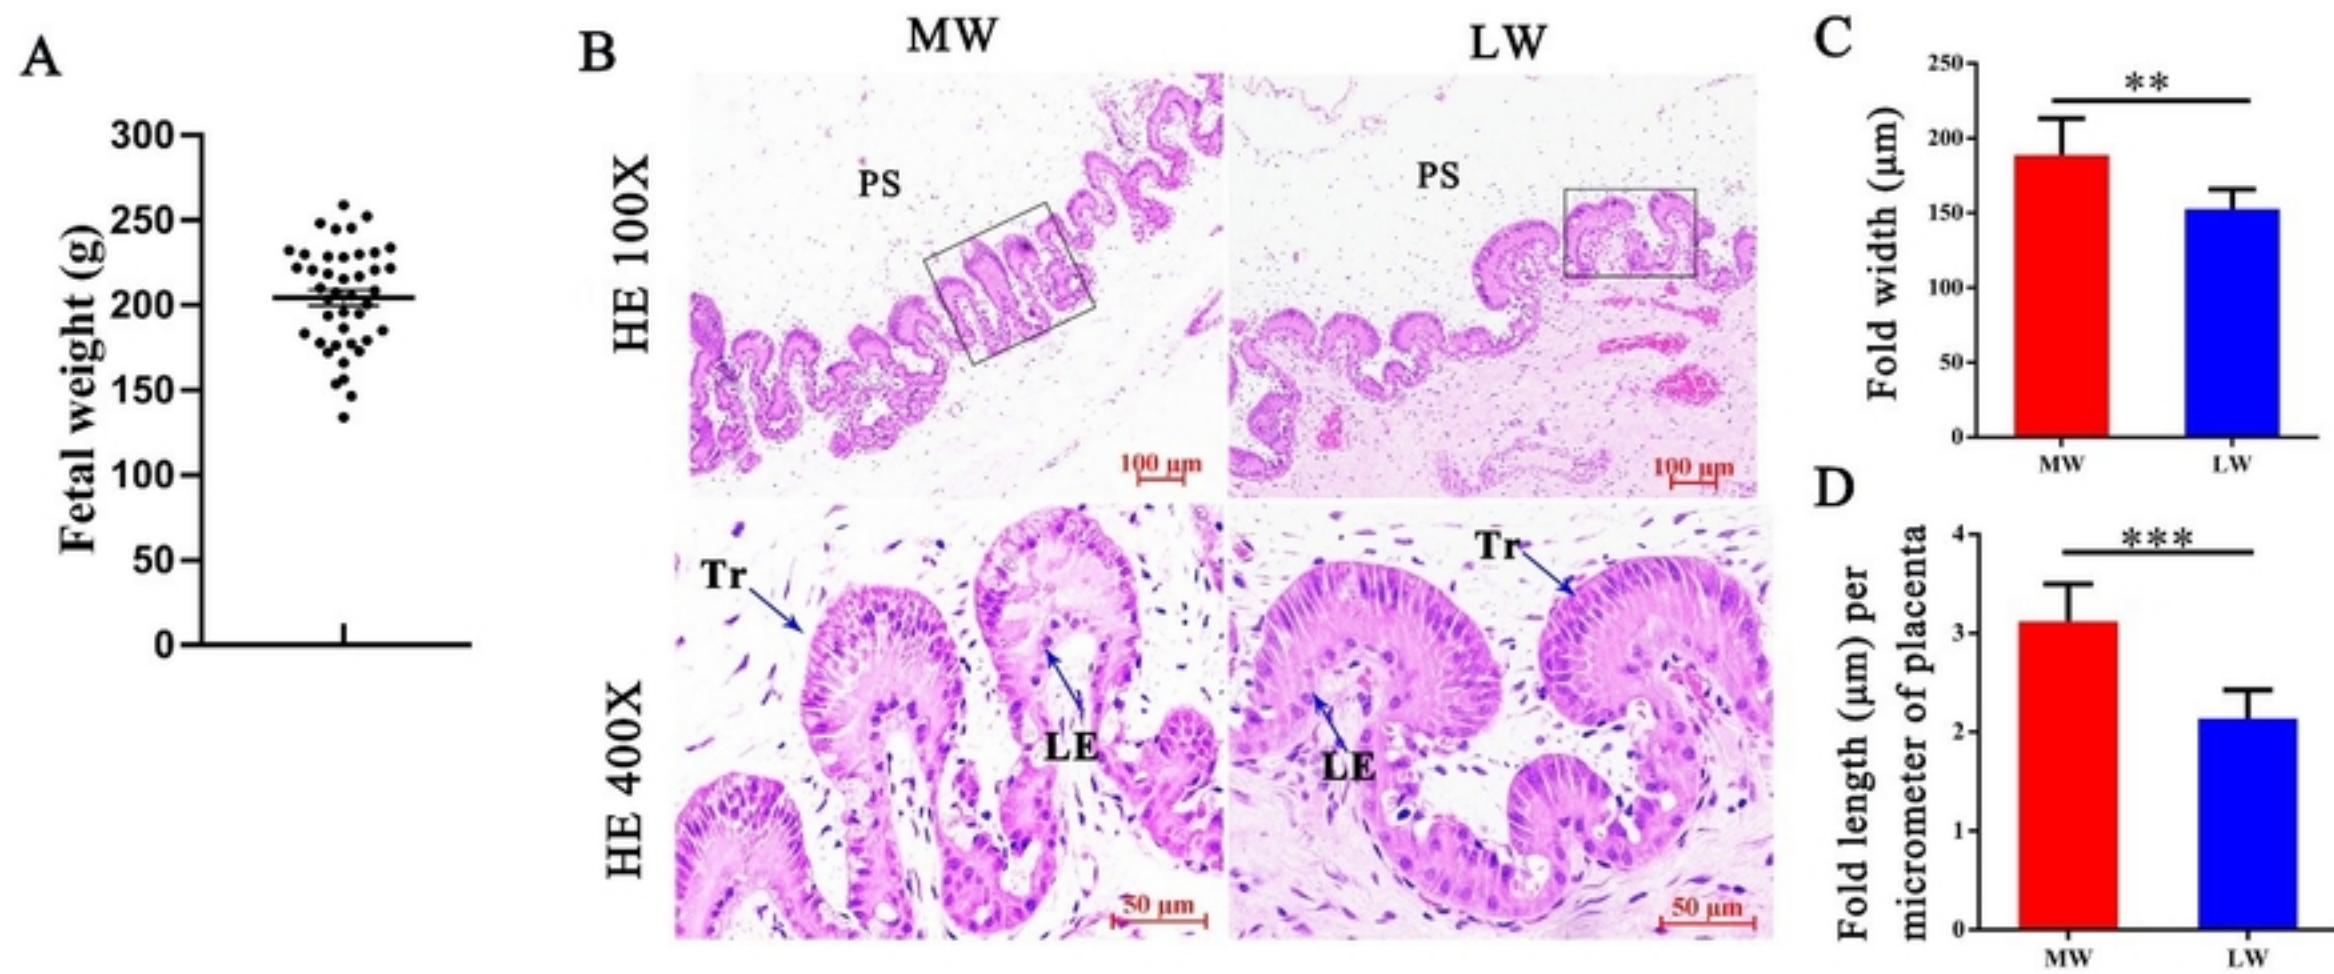 A
Fetal weight (g)
300
250
200
150
100
50
0
B
MW
LW
HE 100X
PS
100 μm
PS
100 μm
HE 400X
Tr
LE
50 μm
Tr
LE
50 μm
C
Fold width (μm)
250
200
150
100
50
0
**
MW
LW
D
Fold length (μm) per
micrometer of placenta
4
3
2
1
0
***
MW
LW